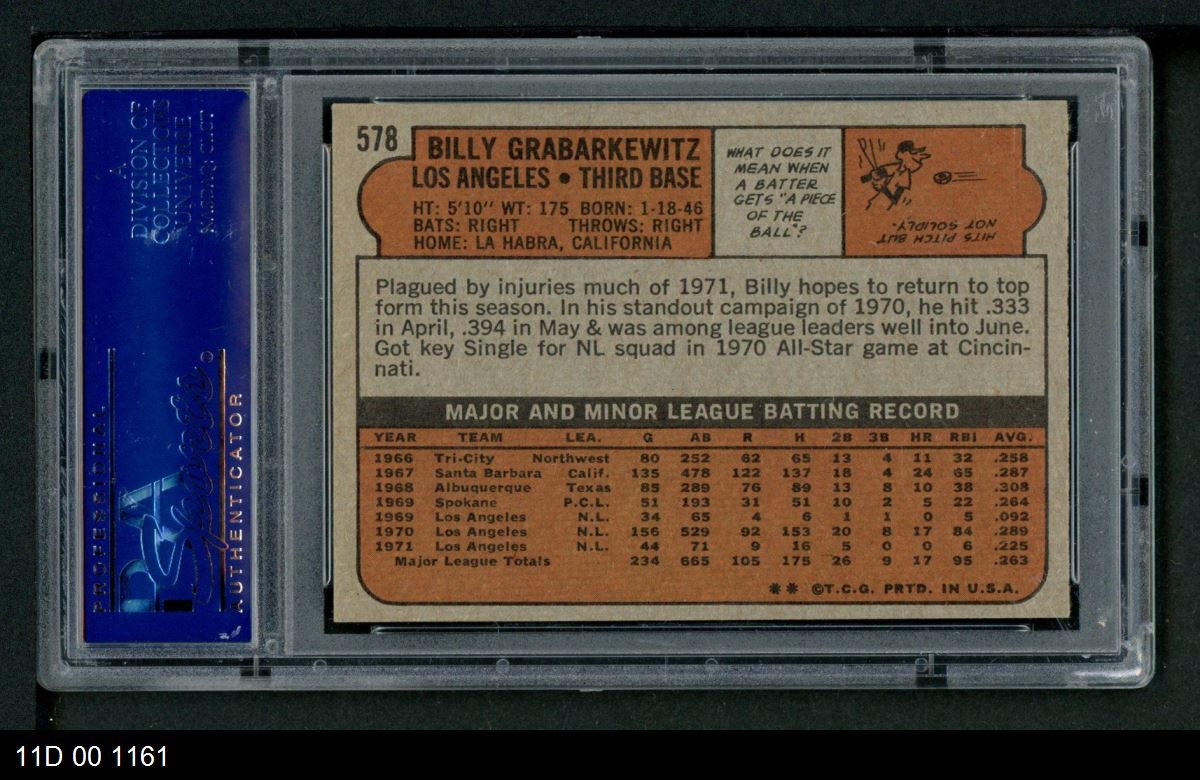 A
DIVISION OF
COLLECTORS
UNIVERSE
NASDAQ: CLCT
PROFESSIONAL
PSA
Sports
AUTHENTICATOR
578
BILLY GRABARKEWITZ
LOS ANGELES • THIRD BASE
HT: 5'10" WT: 175 BORN: 1-18-46
BATS: RIGHT THROWS: RIGHT
HOME: LA HABRA, CALIFORNIA
WHAT DOES IT
MEAN WHEN
A BATTER
GETS "A PIECE
OF THE
BALL"?
HITS PITCH BUT
NOT SOLIDLY.
Plagued by injuries much of 1971, Billy hopes to return to top
form this season. In his standout campaign of 1970, he hit .333
in April, .394 in May & was among league leaders well into June.
Got key Single for NL squad in 1970 All-Star game at Cincin-
nati.
MAJOR AND MINOR LEAGUE BATTING RECORD
YEAR TEAM LEA. G AB R H 2B 3B HR RBI AVG.
1966 Tri-City Northwest 80 252 62 65 13 4 11 32 .258
1967 Santa Barbara Calif. 135 478 122 137 18 4 24 65 .287
1968 Albuquerque Texas 85 289 76 89 13 8 10 38 .308
1969 Spokane P.C.L. 51 193 31 51 10 2 5 22 .264
1969 Los Angeles N.L. 34 65 4 6 1 1 0 5 .092
1970 Los Angeles N.L. 156 529 92 153 20 8 17 84 .289
1971 Los Angeles N.L. 44 71 9 16 5 0 0 6 .225
Major League Totals 234 665 105 175 26 9 17 95 .263
** ©T.C.G. PRTD. IN U.S.A.
11D 00 1161